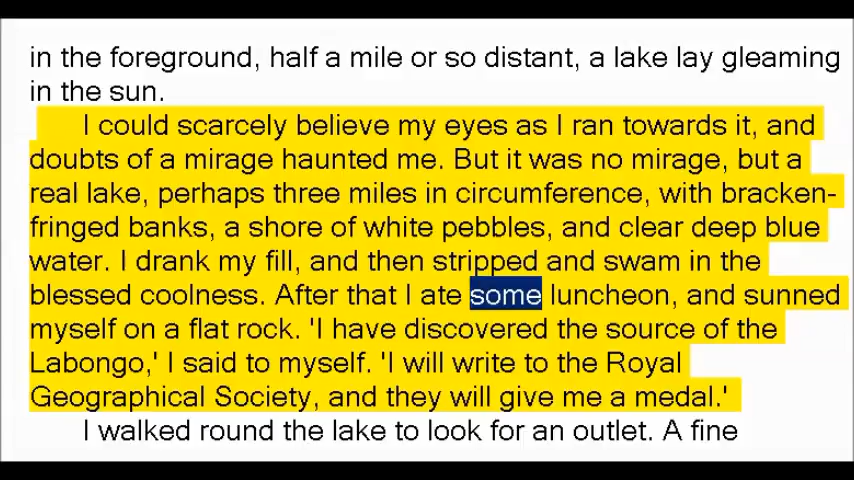 in the foreground, half a mile or so distant, a lake lay gleaming
in the sun.
I could scarcely believe my eyes as I ran towards it, and
doubts of a mirage haunted me. But it was no mirage, but a
real lake, perhaps three miles in circumference, with bracken-
fringed banks, a shore of white pebbles, and clear deep blue
water. I drank my fill, and then stripped and swam in the
blessed coolness. After that I ate some luncheon, and sunned
myself on a flat rock. 'I have discovered the source of the
Labongo,' I said to myself. 'I will write to the Royal
Geographical Society, and they will give me a medal.'
I walked round the lake to look for an outlet. A fine